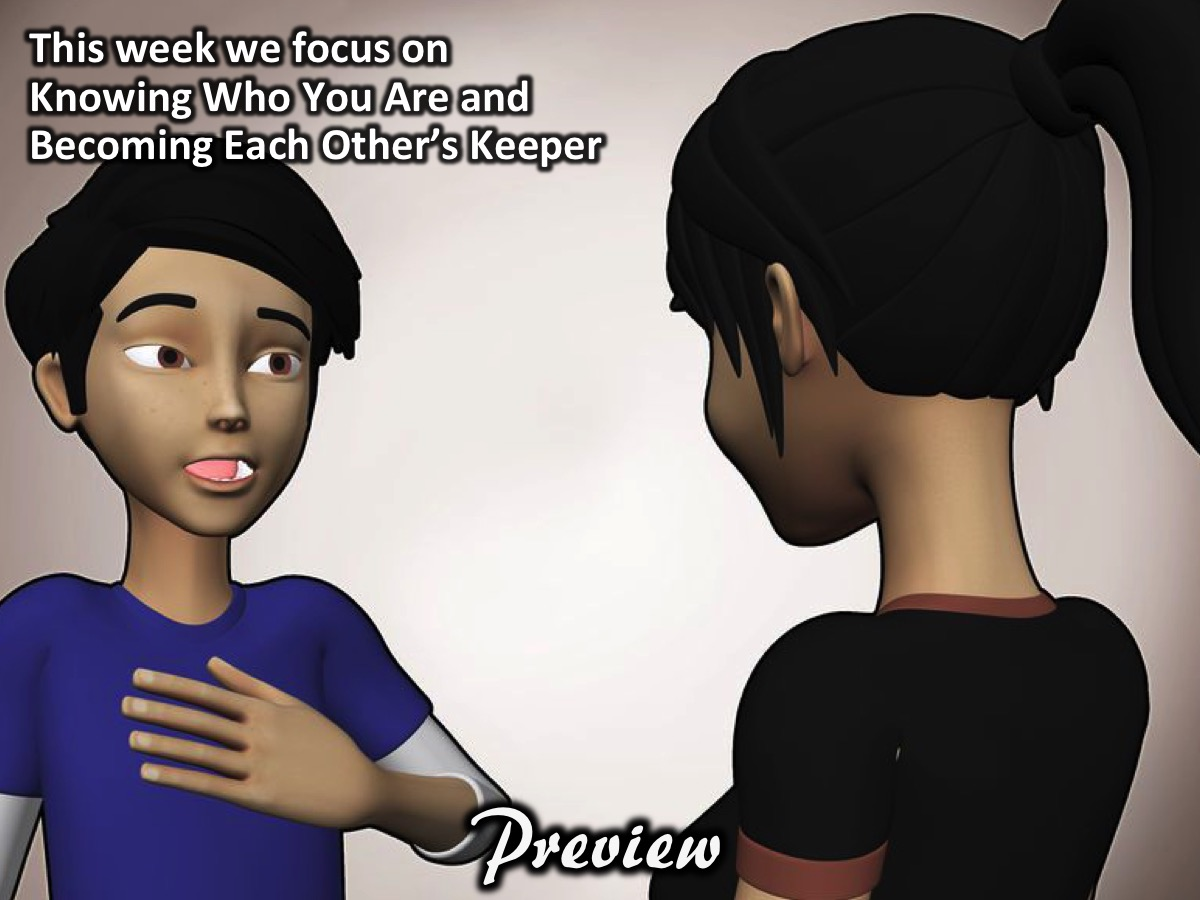 This week we focus on
Knowing Who You Are and
Becoming Each Other’s Keeper
Preview